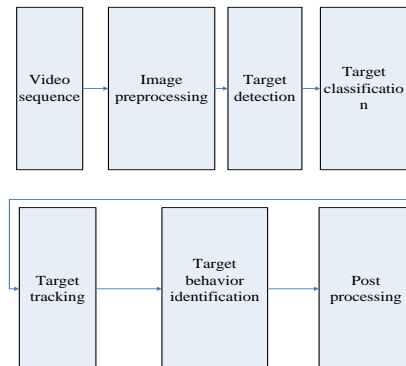 Video
sequence
Image
preprocessing
Target
detection
Target
classificatio
n
Target
tracking
Target
behavior
identification
Post
processing